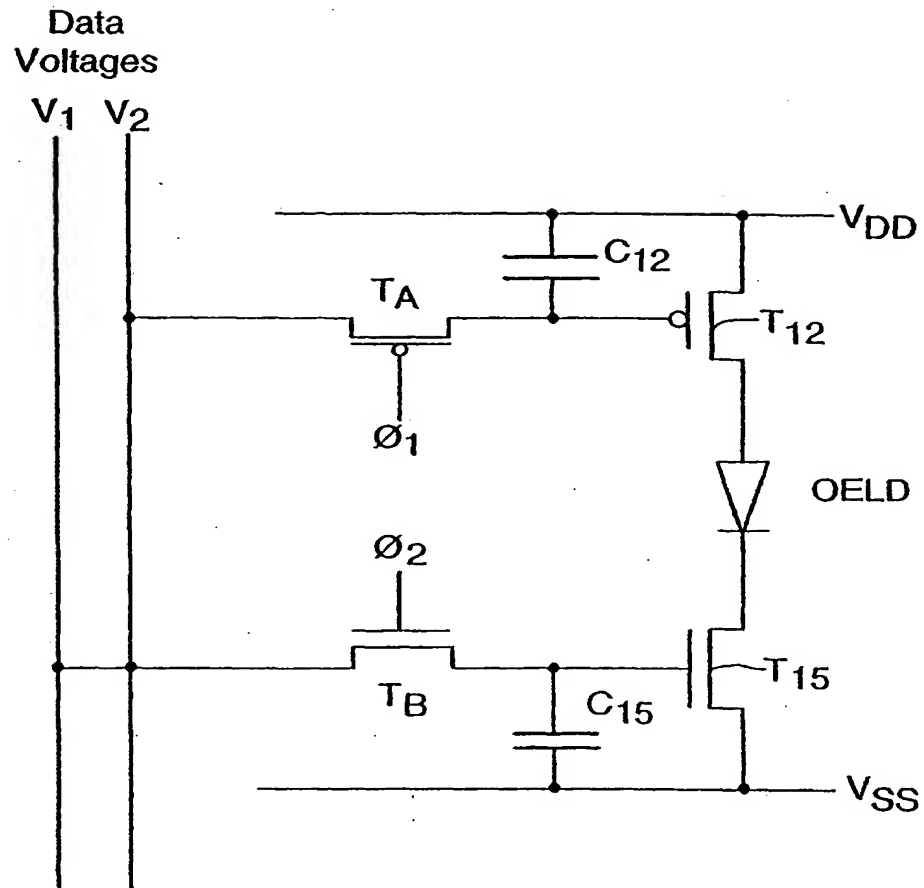 Data
Voltages
V1 V2
VDD
C12
TA
T12
Ø1
OELD
Ø2
T15
TB
C15
VSS